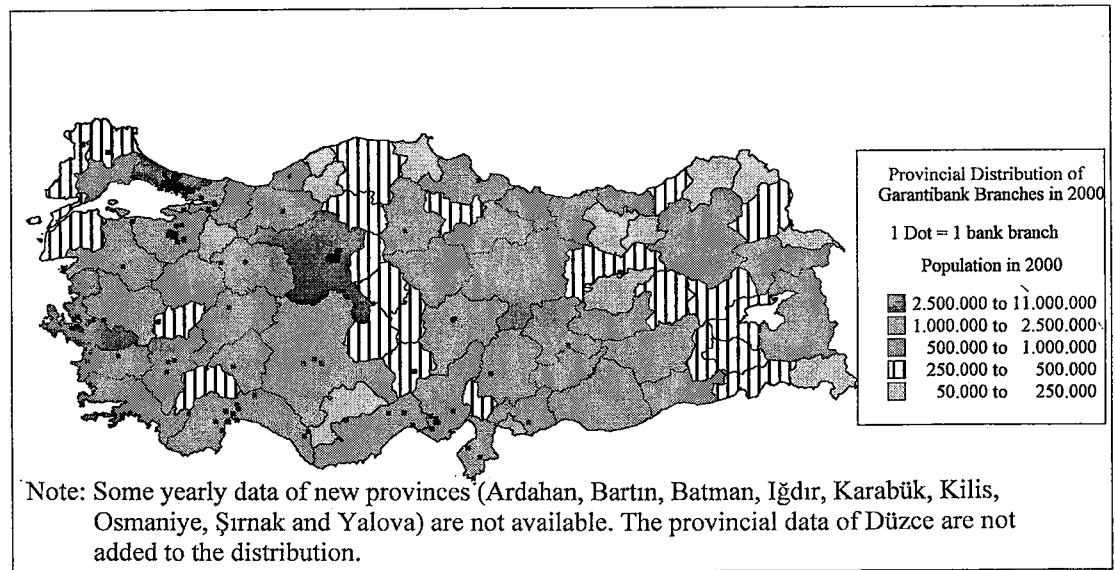 Provincial Distribution of
Garantibank Branches in 2000
1 Dot = 1 bank branch
Population in 2000
2.500.000 to 11.000.000
1.000.000 to 2.500.000
500.000 to 1.000.000
250.000 to 500.000
50.000 to 250.000
Note: Some yearly data of new provinces (Ardahan, Bartın, Batman, Iğdır, Karabük, Kilis,
Osmaniye, Şırnak and Yalova) are not available. The provincial data of Düzce are not
added to the distribution.